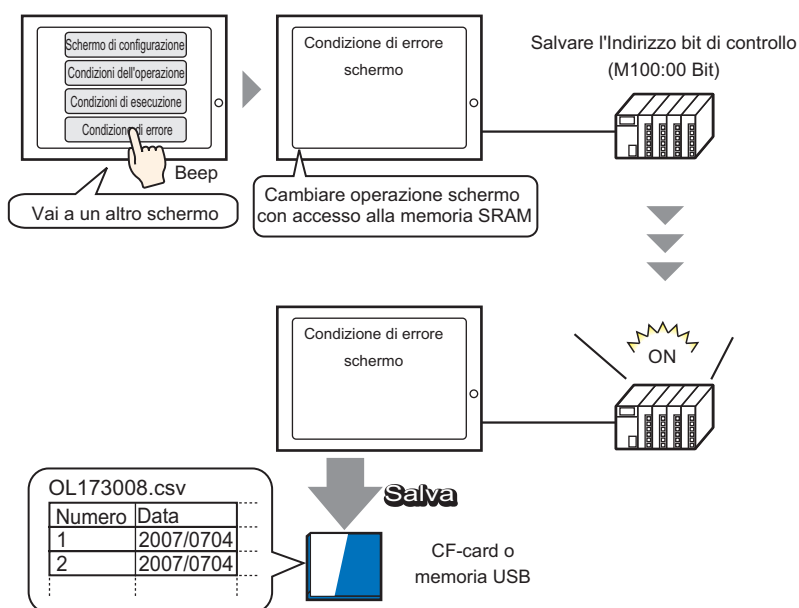 Schermo di configurazione
Condizioni dell'operazione
Condizioni di esecuzione
Condizione di errore
Beep
Vai a un altro schermo
Condizione di errore
schermo
Cambiare operazione schermo
con accesso alla memoria SRAM
Salvare l'Indirizzo bit di controllo
(M100:00 Bit)
Condizione di errore
schermo
ON
Salva
OL173008.csv
Numero Data
1 2007/0704
2 2007/0704
CF-card o
memoria USB